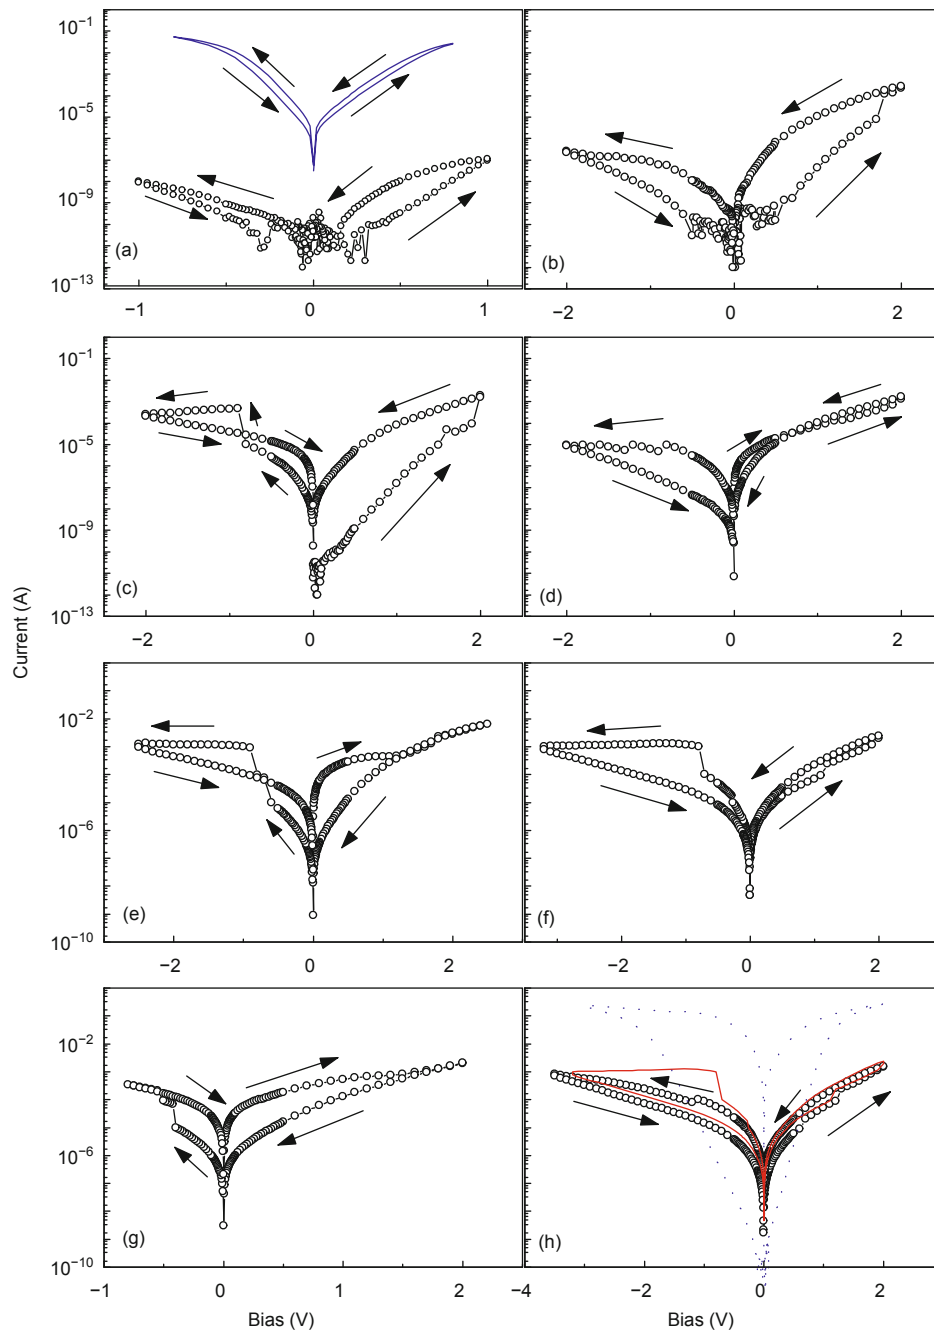 10⁻¹
10⁻⁵
10⁻⁹
10⁻¹³
(a)
(b)
−1 0 1 −2 0 2
10⁻¹
10⁻⁵
10⁻⁹
10⁻¹³
(c)
(d)
−2 0 2 −2 0 2
Current (A)
10⁻²
10⁻⁶
10⁻¹⁰
(e)
(f)
−2 0 2 −2 0 2
10⁻²
10⁻⁶
10⁻¹⁰
(g)
(h)
−1 0 1 2 −4 −2 0 2
Bias (V) Bias (V)